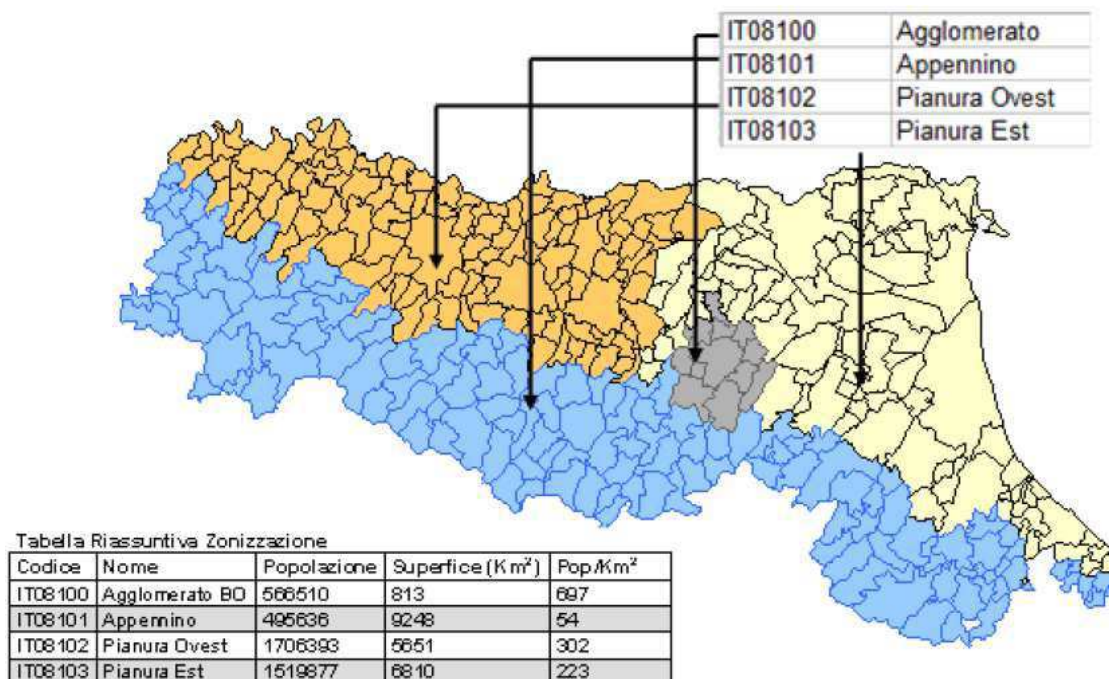 IT08100 Agglomerato
IT08101 Appennino
IT08102 Pianura Ovest
IT08103 Pianura Est
Tabella Riassuntiva Zonizzazione
Codice Nome Popolazione Superfice (Km²) Pop/Km²
IT08100 Agglomerato BO 566510 813 697
IT08101 Appennino 495636 9248 54
IT08102 Pianura Ovest 1706393 5651 302
IT08103 Pianura Est 1519877 6810 223